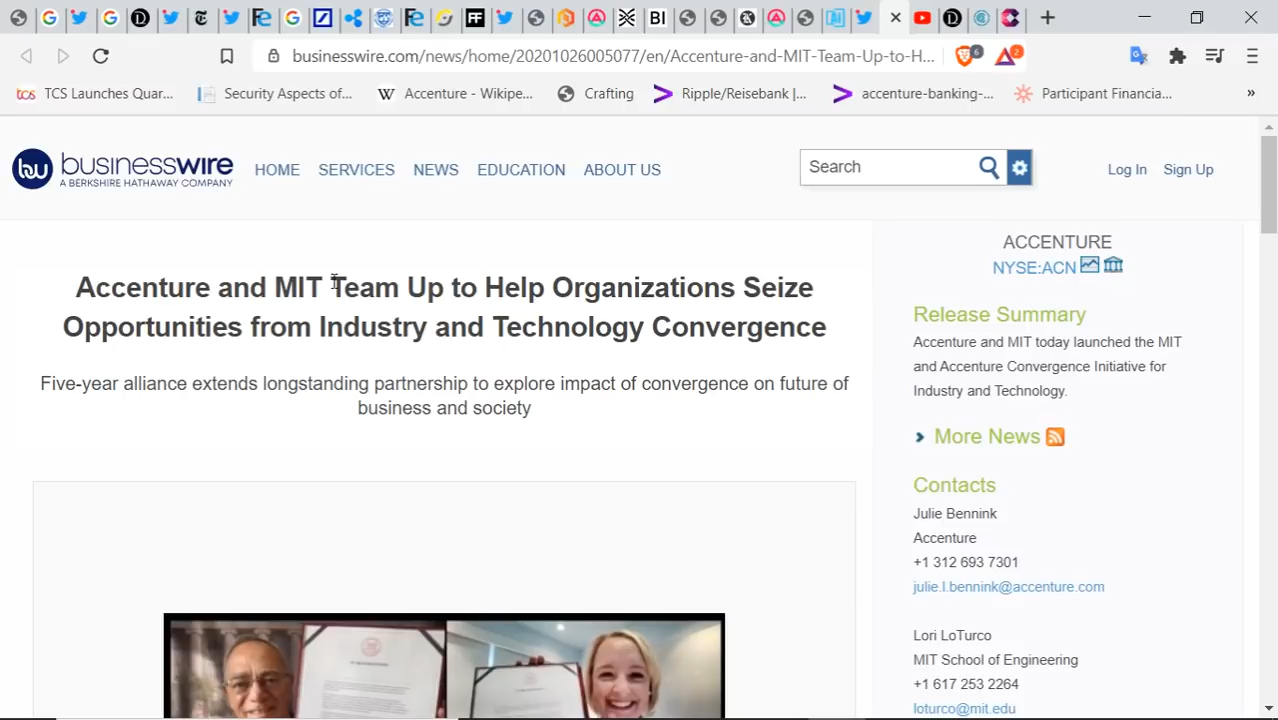 businesswire.com/news/home/20201026005077/en/Accenture-and-MIT-Team-Up-to-H...
6
2
tcs TCS Launches Quar...
Security Aspects of...
W Accenture - Wikipe...
Crafting
Ripple/Reisebank |...
accenture-banking-...
Participant Financia...
»
bw businesswire
A BERKSHIRE HATHAWAY COMPANY
HOME
SERVICES
NEWS
EDUCATION
ABOUT US
Search
Log In
Sign Up
Accenture and MIT Team Up to Help Organizations Seize
Opportunities from Industry and Technology Convergence
Five-year alliance extends longstanding partnership to explore impact of convergence on future of
business and society
ACCENTURE
NYSE:ACN
Release Summary
Accenture and MIT today launched the MIT
and Accenture Convergence Initiative for
Industry and Technology.
More News
Contacts
Julie Bennink
Accenture
+1 312 693 7301
julie.l.bennink@accenture.com
Lori LoTurco
MIT School of Engineering
+1 617 253 2264
loturco@mit.edu